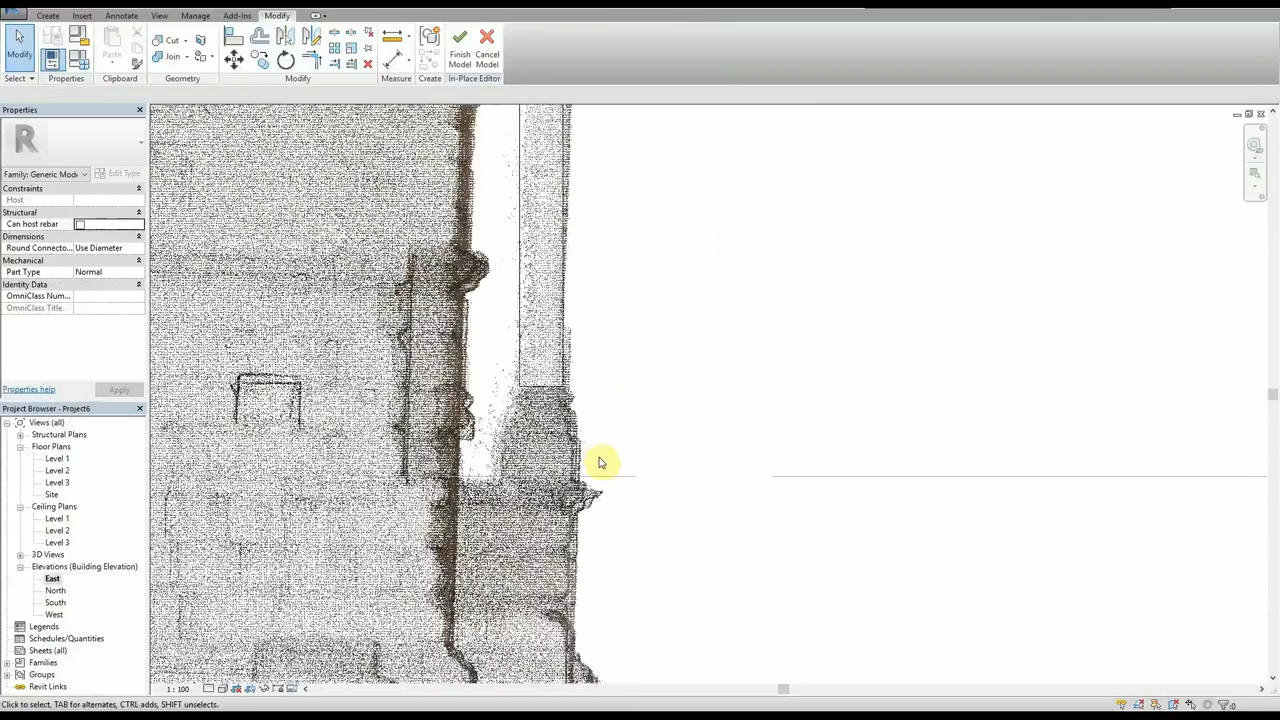 Create Insert Annotate View Manage Add-Ins Modify
Modify
Paste
Cut
Join
Finish Model
Cancel Model
Select Properties Clipboard Geometry Modify Measure Create In-Place Editor
Properties
R
Family: Generic Mod
Edit Type
Constraints
Host
Structural
Can host rebar
Dimensions
Round Connecto... Use Diameter
Mechanical
Part Type Normal
Identity Data
OmniClass Num...
OmniClass Title
Properties help
Apply
Project Browser - Project6
Views (all)
Structural Plans
Floor Plans
Level 1
Level 2
Level 3
Site
Ceiling Plans
Level 1
Level 2
Level 3
3D Views
Elevations (Building Elevation)
East
North
South
West
Legends
Schedules/Quantities
Sheets (all)
Families
Groups
Revit Links
1 : 100
Click to select, TAB for alternates, CTRL adds, SHIFT unselects.
:0